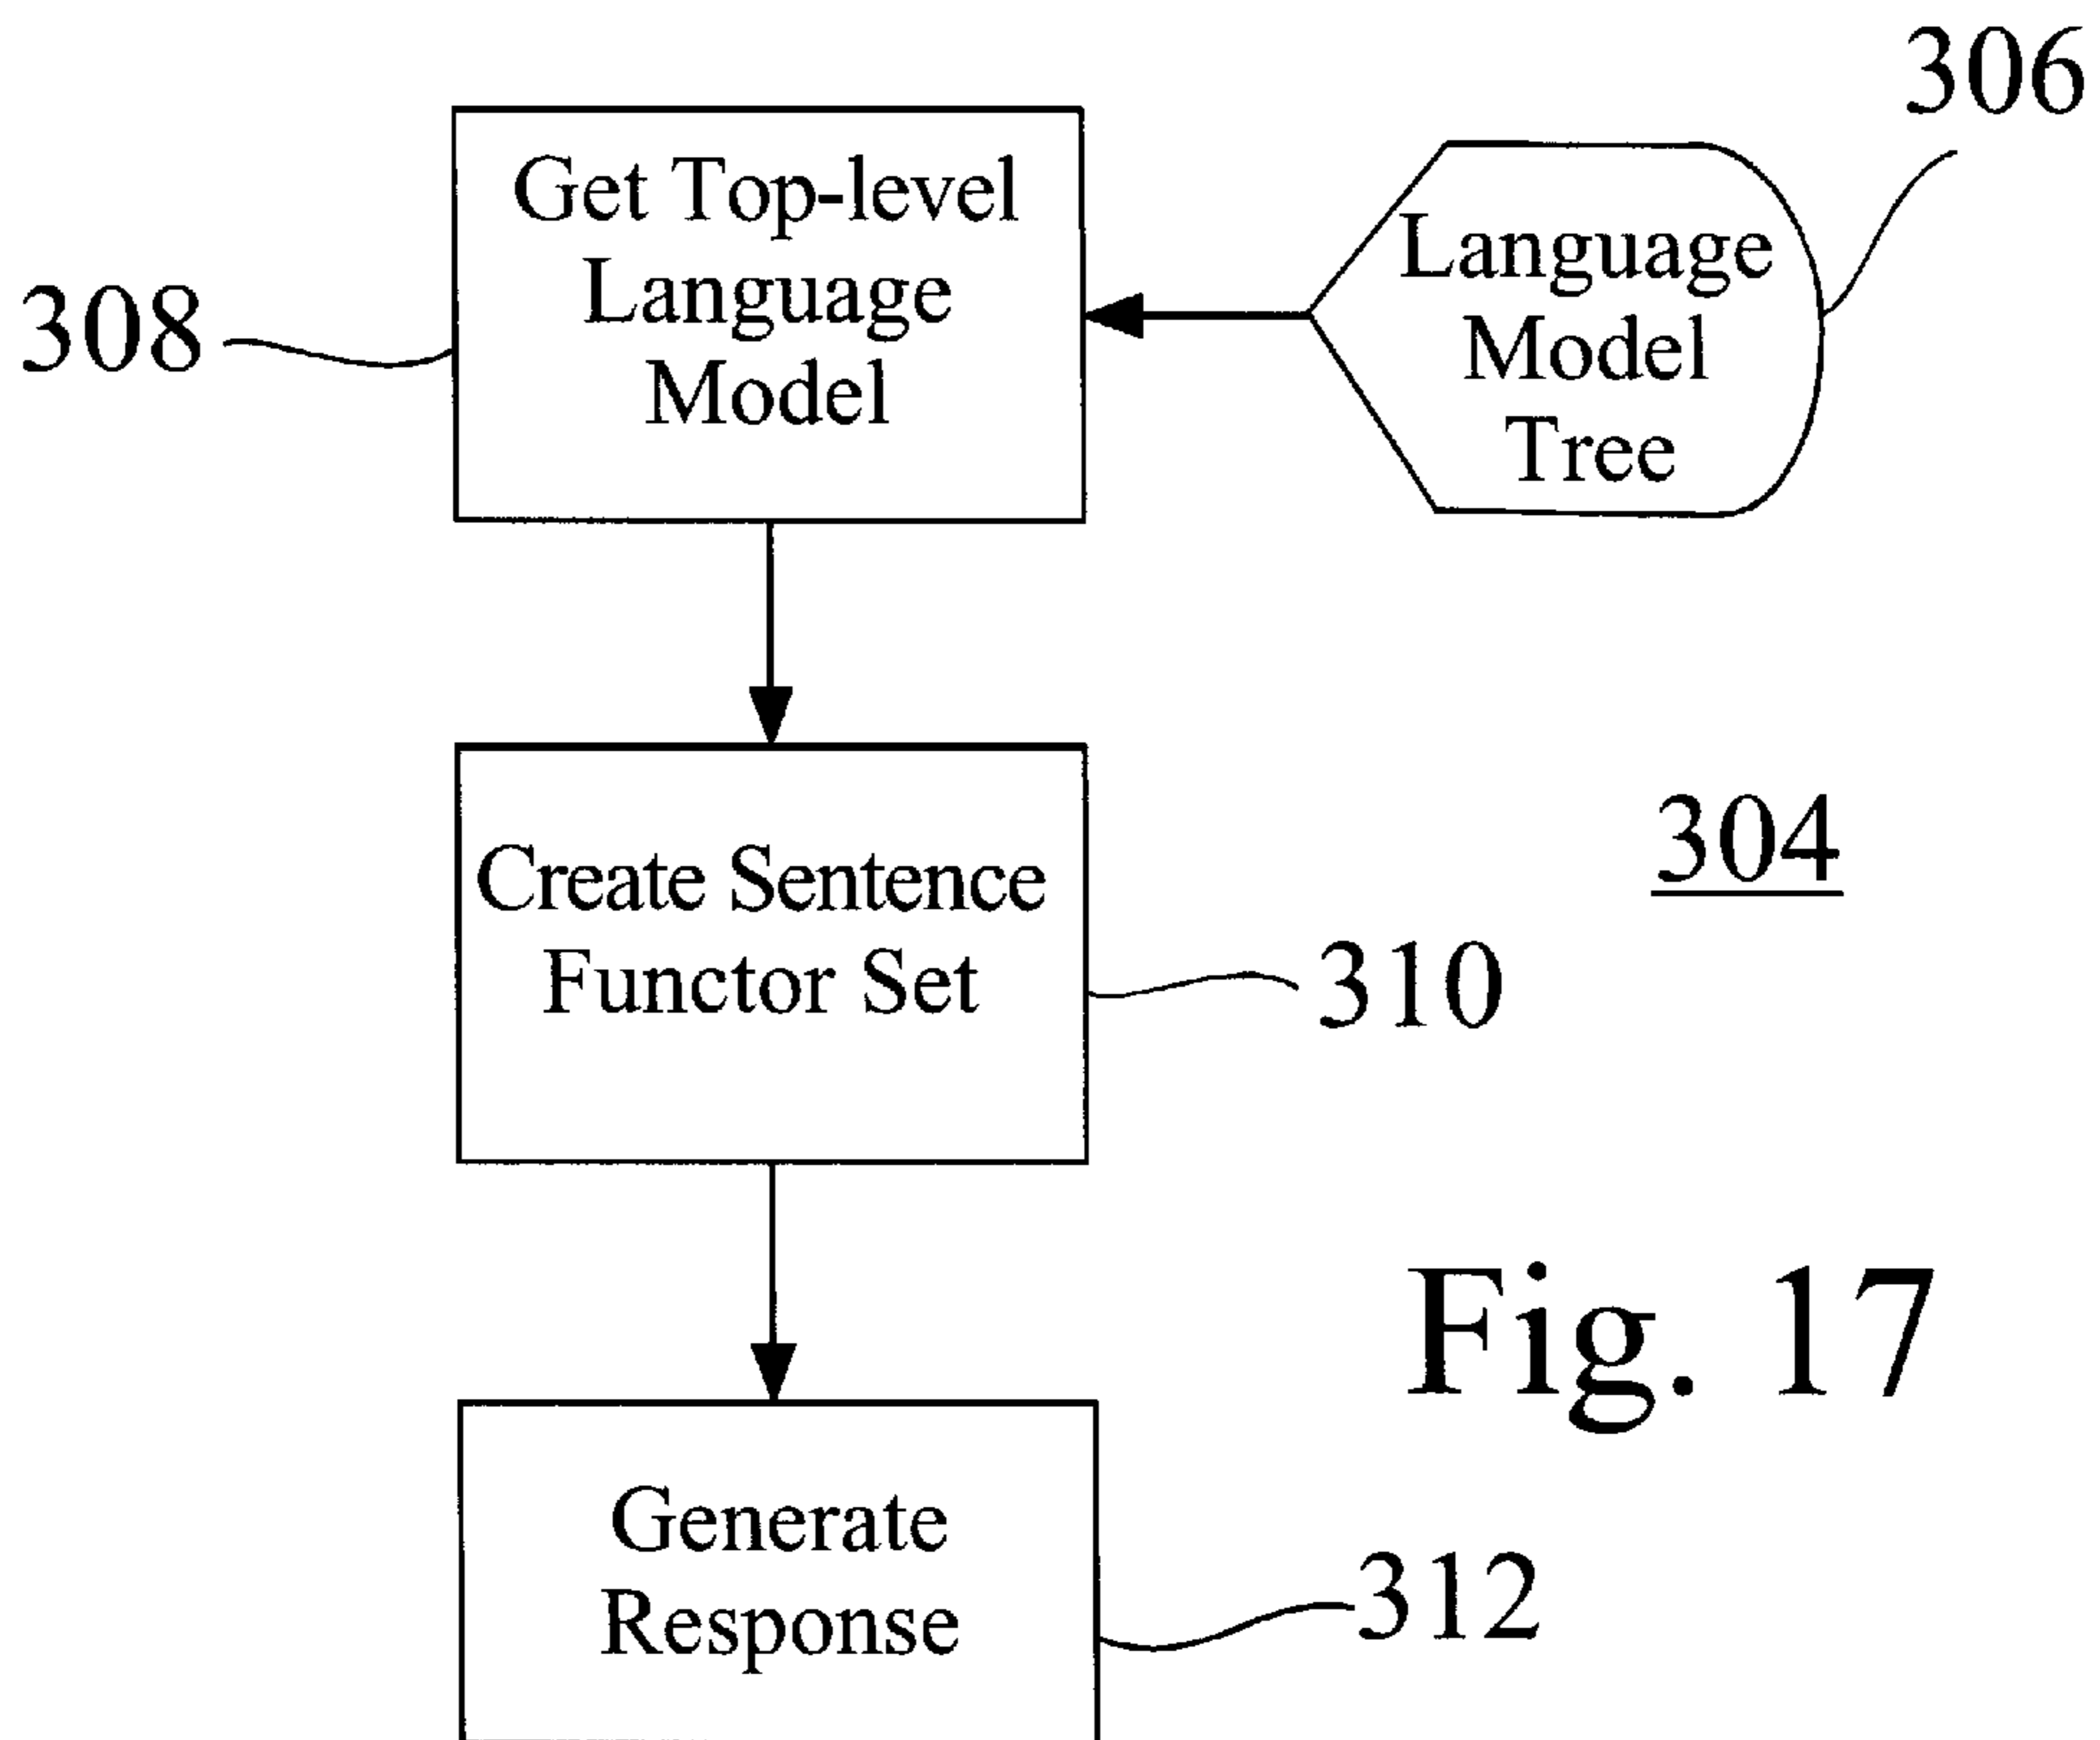 306
Get Top-level
Language
Model
Language
Model
Tree
308
Create Sentence
Functor Set
304
310
Fig. 17
Generate
Response
312